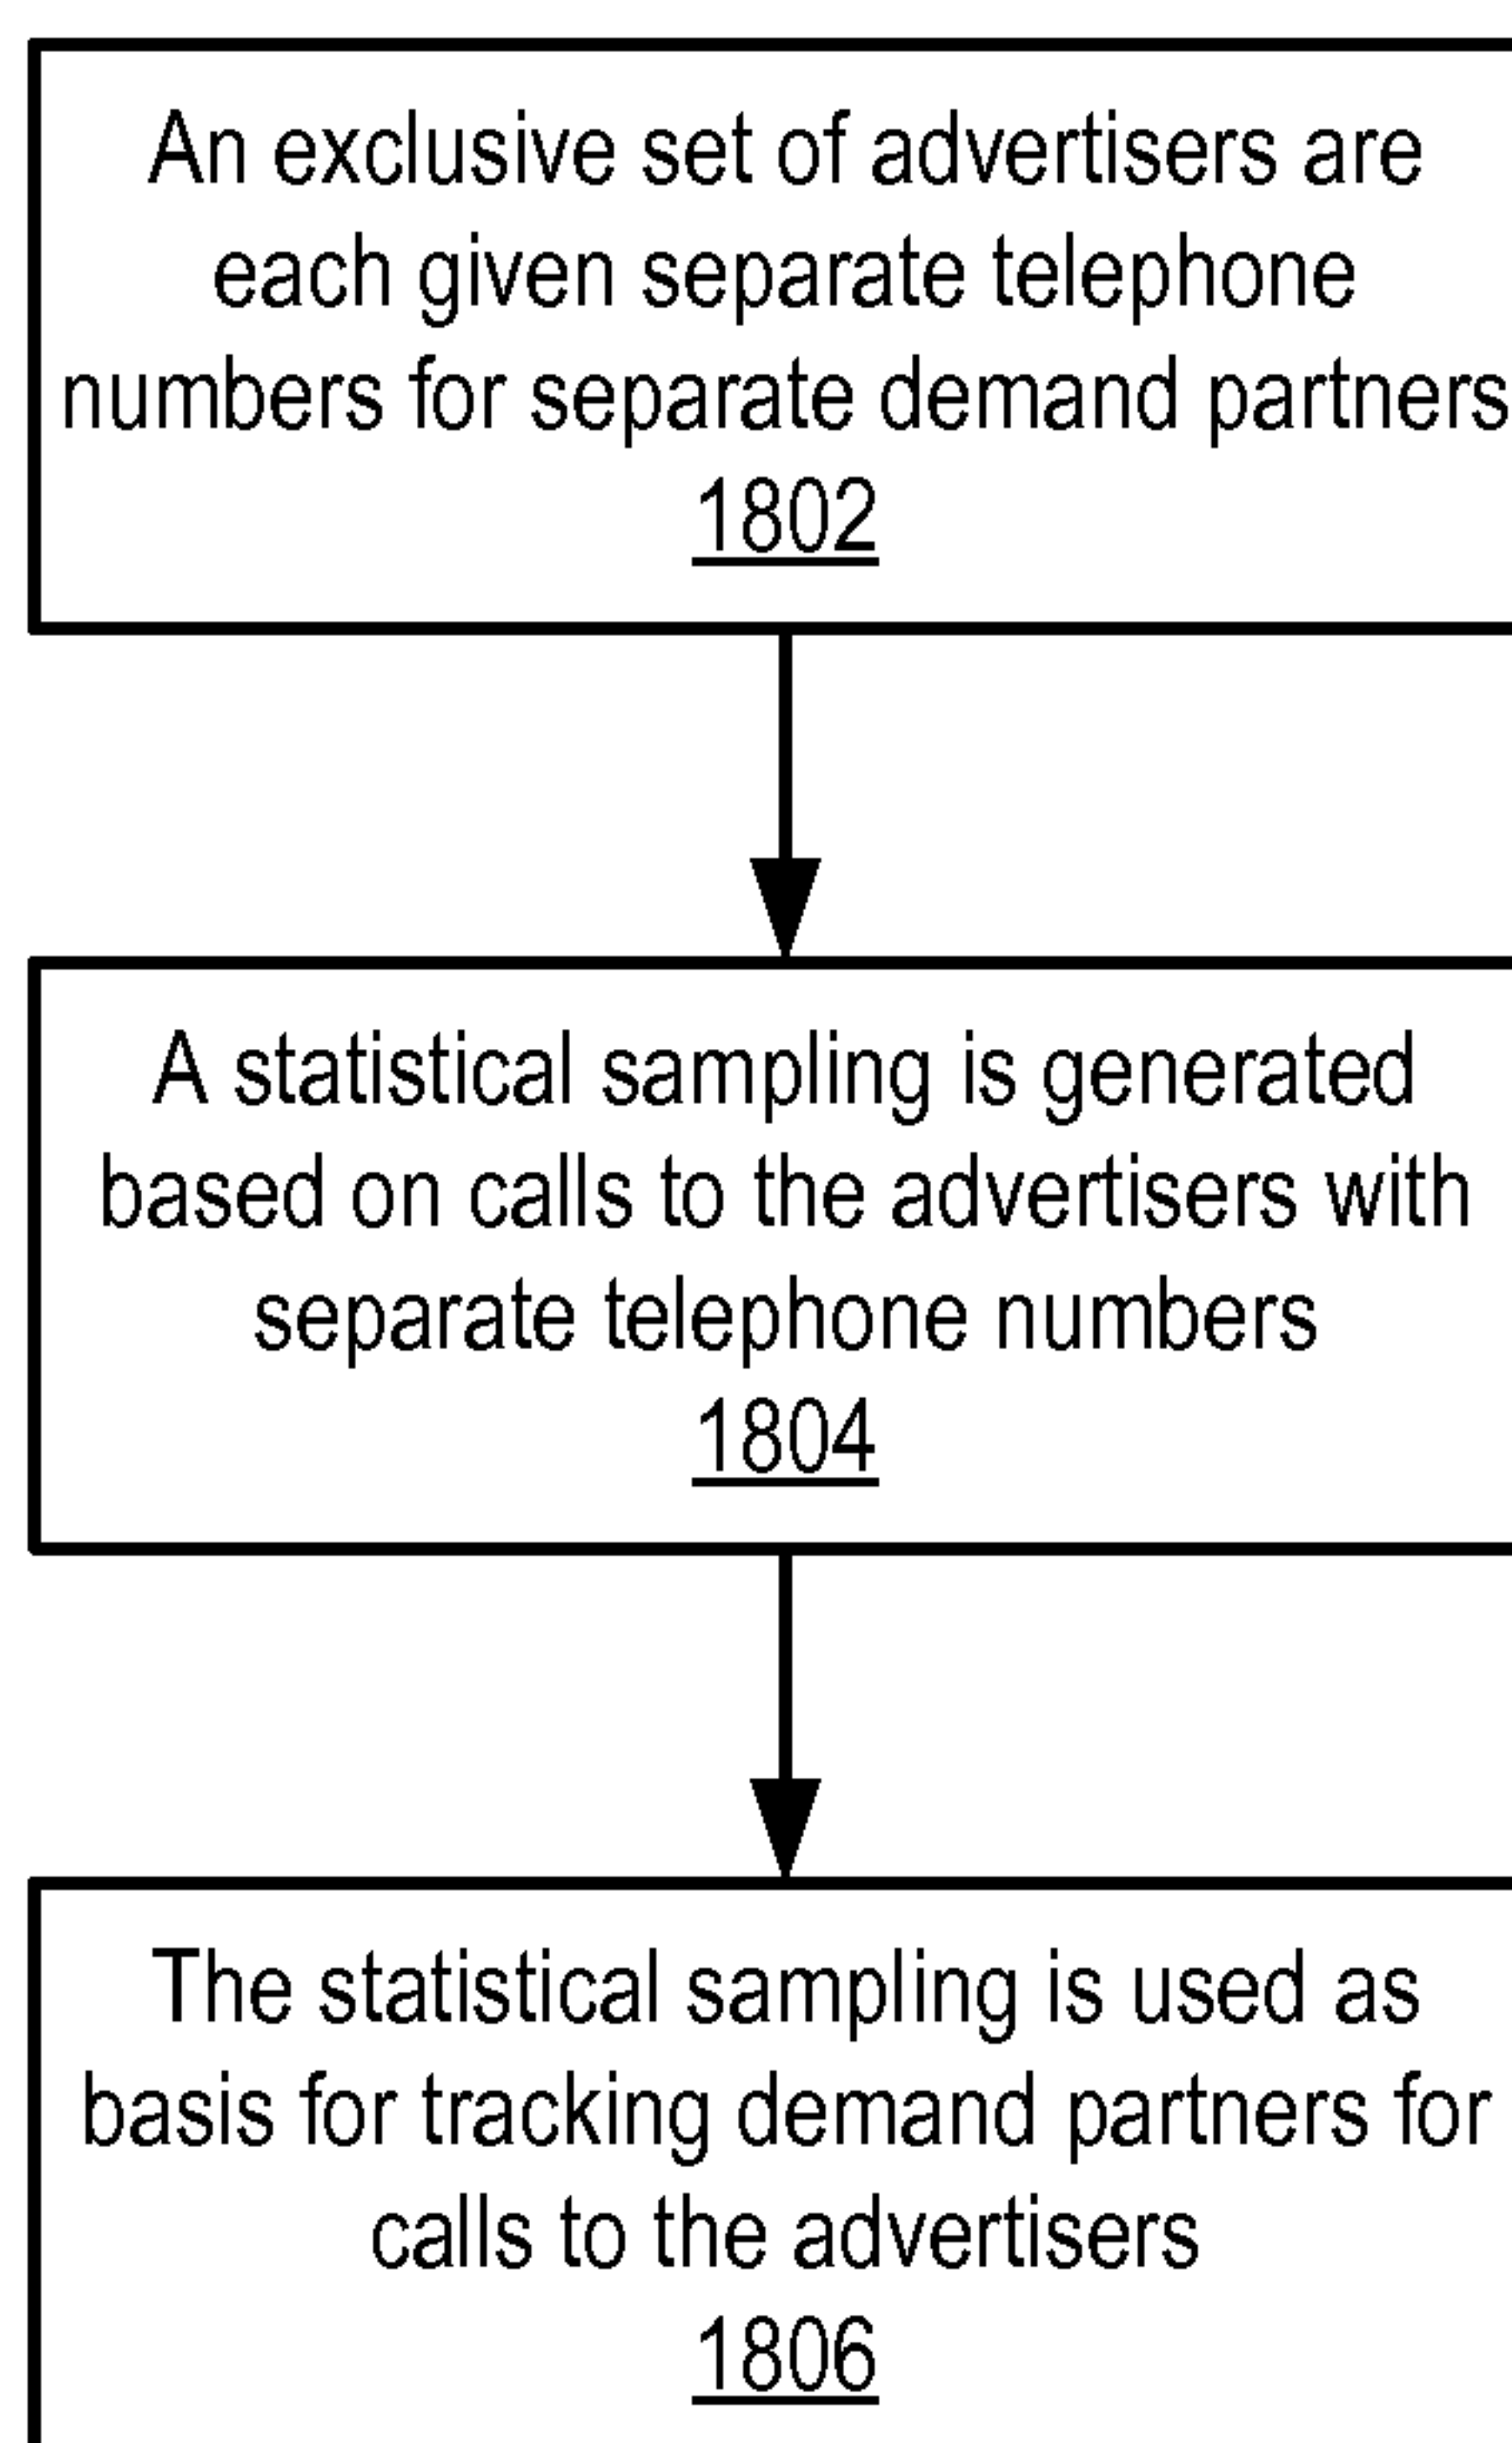 An exclusive set of advertisers are
each given separate telephone
numbers for separate demand partners
1802
A statistical sampling is generated
based on calls to the advertisers with
separate telephone numbers
1804
The statistical sampling is used as
basis for tracking demand partners for
calls to the advertisers
1806